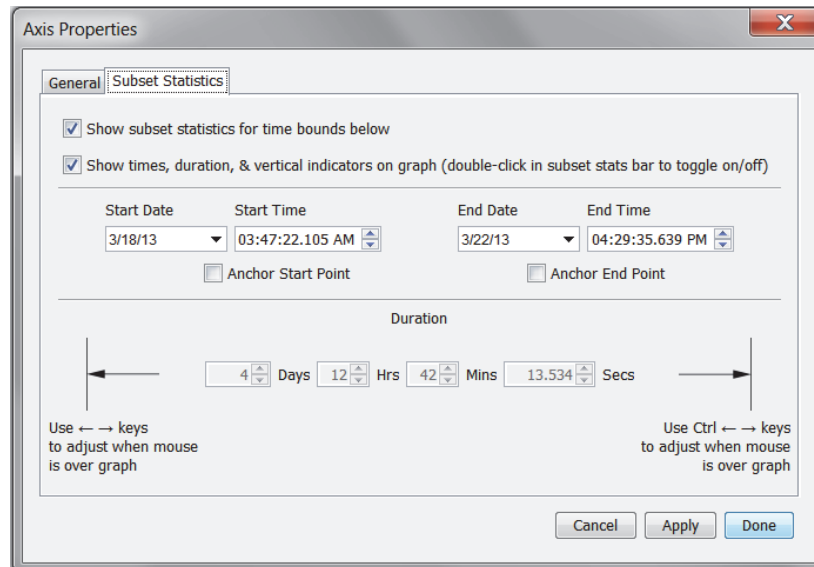 Axis Properties
General Subset Statistics
Show subset statistics for time bounds below
Show times, duration, & vertical indicators on graph (double-click in subset stats bar to toggle on/off)
Start Date Start Time End Date End Time
3/18/13 03:47:22.105 AM 3/22/13 04:29:35.639 PM
Anchor Start Point Anchor End Point
Duration
4 Days 12 Hrs 42 Mins 13.534 Secs
Use ← → keys
to adjust when mouse
is over graph
Use Ctrl ← → keys
to adjust when mouse
is over graph
Cancel Apply Done